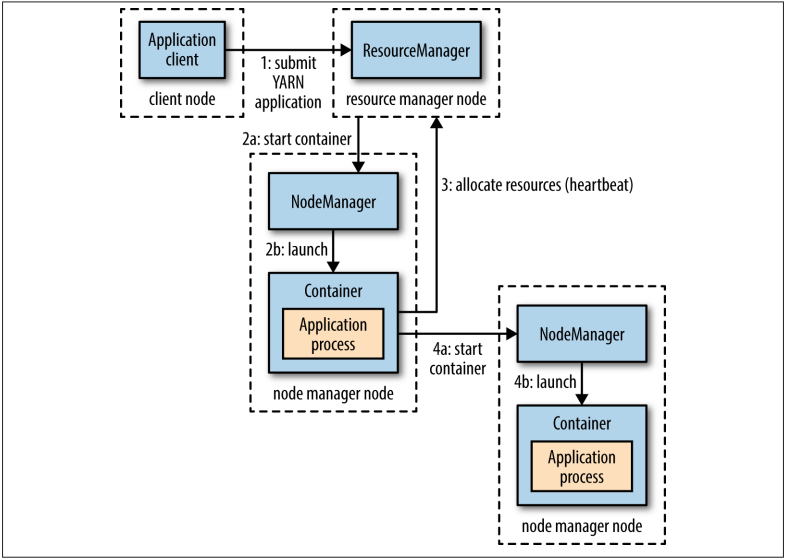 Application
client
client node
1: submit
YARN
application
ResourceManager
resource manager node
2a: start container
NodeManager
2b: launch
Container
Application
process
node manager node
3: allocate resources (heartbeat)
4a: start
container
NodeManager
4b: launch
Container
Application
process
node manager node